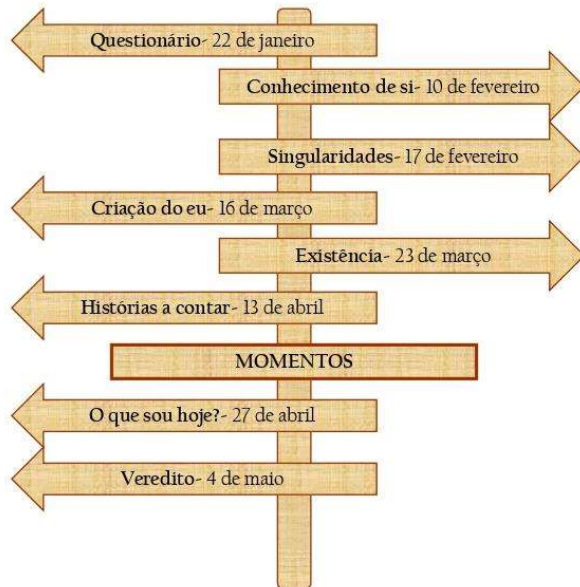 Questionário- 22 de janeiro
Conhecimento de si- 10 de fevereiro
Singularidades- 17 de fevereiro
Criação do eu- 16 de março
Existência- 23 de março
Histórias a contar- 13 de abril
MOMENTOS
O que sou hoje?- 27 de abril
Veredito- 4 de maio